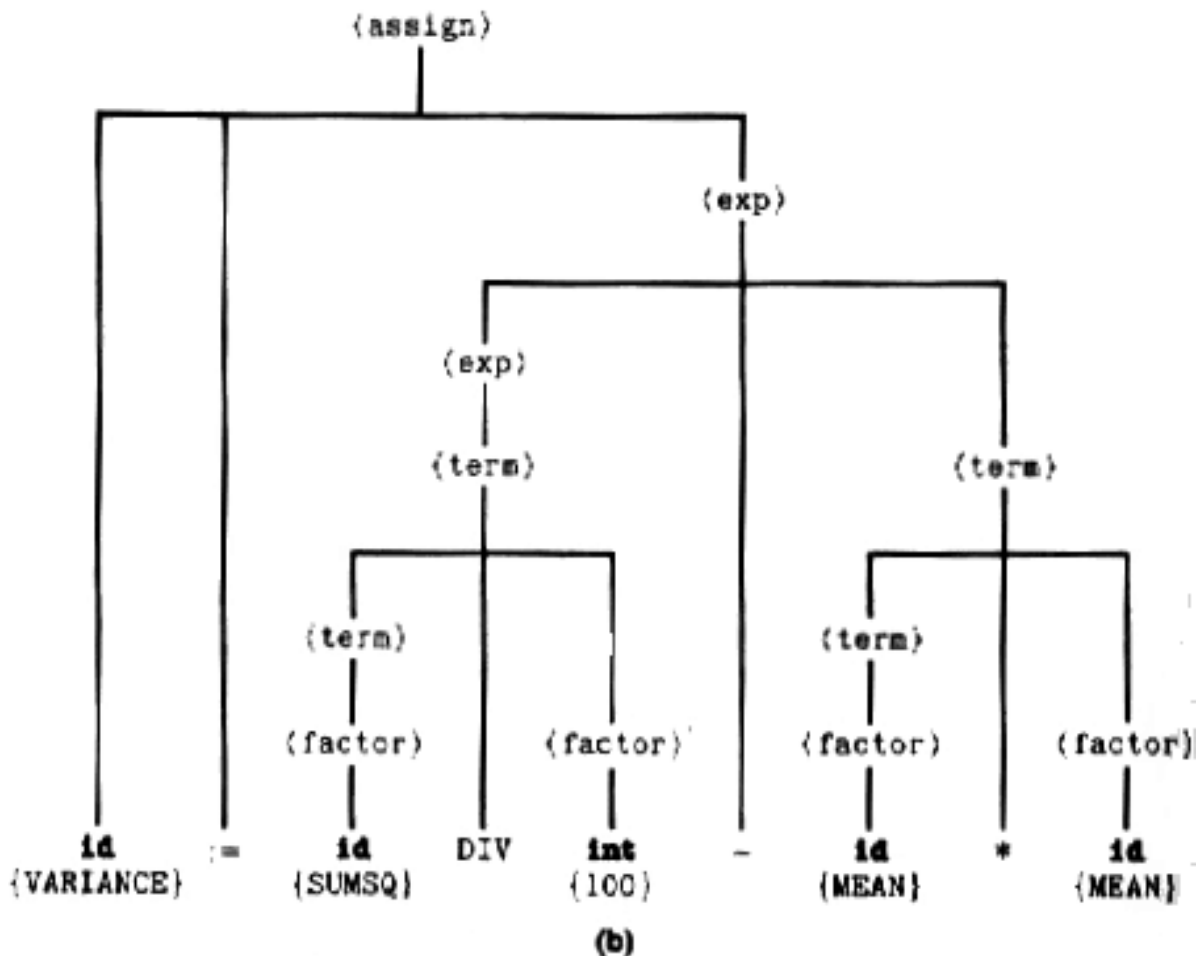 ⟨assign⟩
⟨exp⟩
⟨exp⟩
⟨term⟩ ⟨term⟩
⟨term⟩ ⟨term⟩
⟨factor⟩ ⟨factor⟩ ⟨factor⟩ ⟨factor⟩
id := id DIV int - id * id
{VARIANCE} {SUMSQ} {100} {MEAN} {MEAN}
(b)